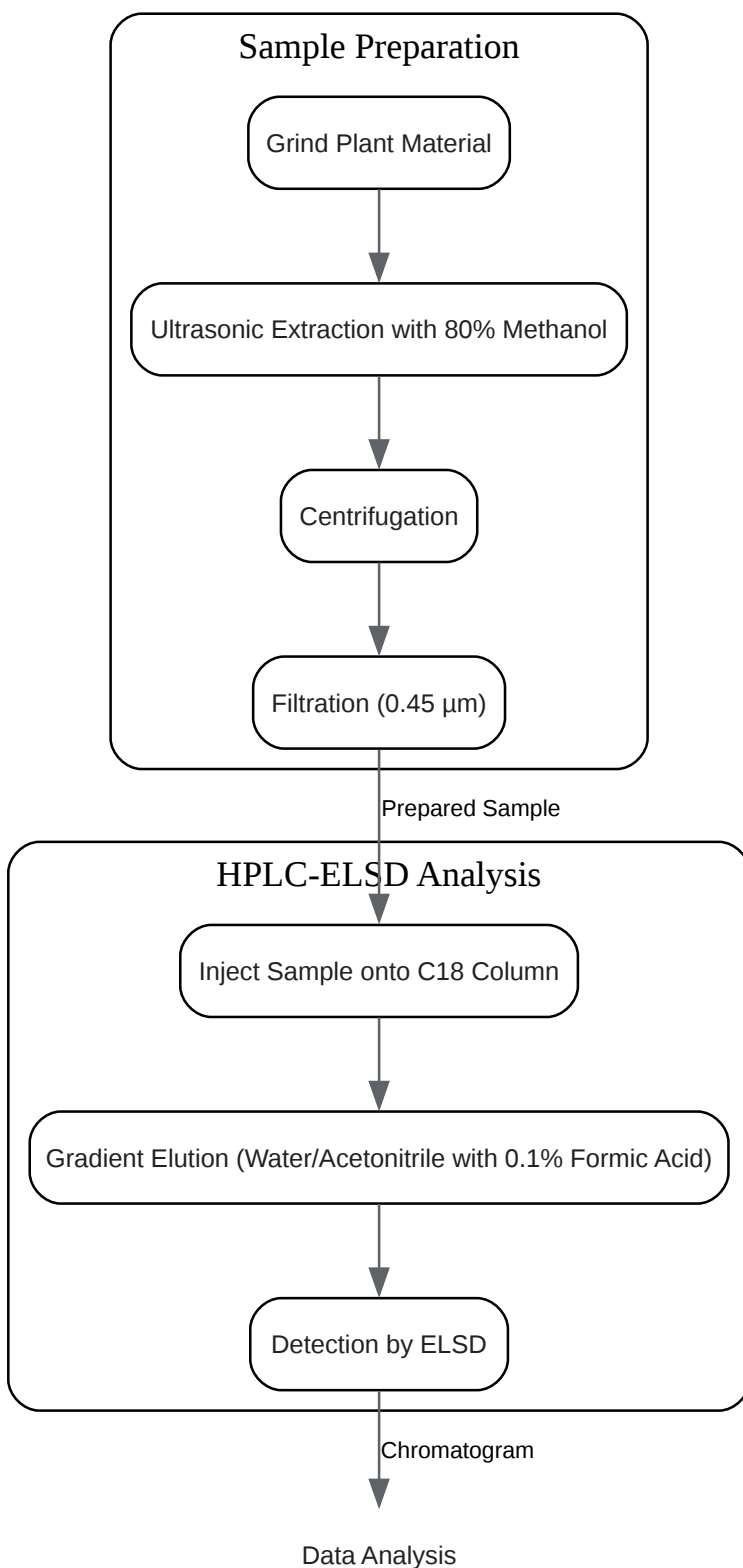 Sample Preparation
Grind Plant Material
Ultrasonic Extraction with 80% Methanol
Centrifugation
Filtration (0.45 µm)
Prepared Sample
HPLC-ELSD Analysis
Inject Sample onto C18 Column
Gradient Elution (Water/Acetonitrile with 0.1% Formic Acid)
Detection by ELSD
Chromatogram
Data Analysis